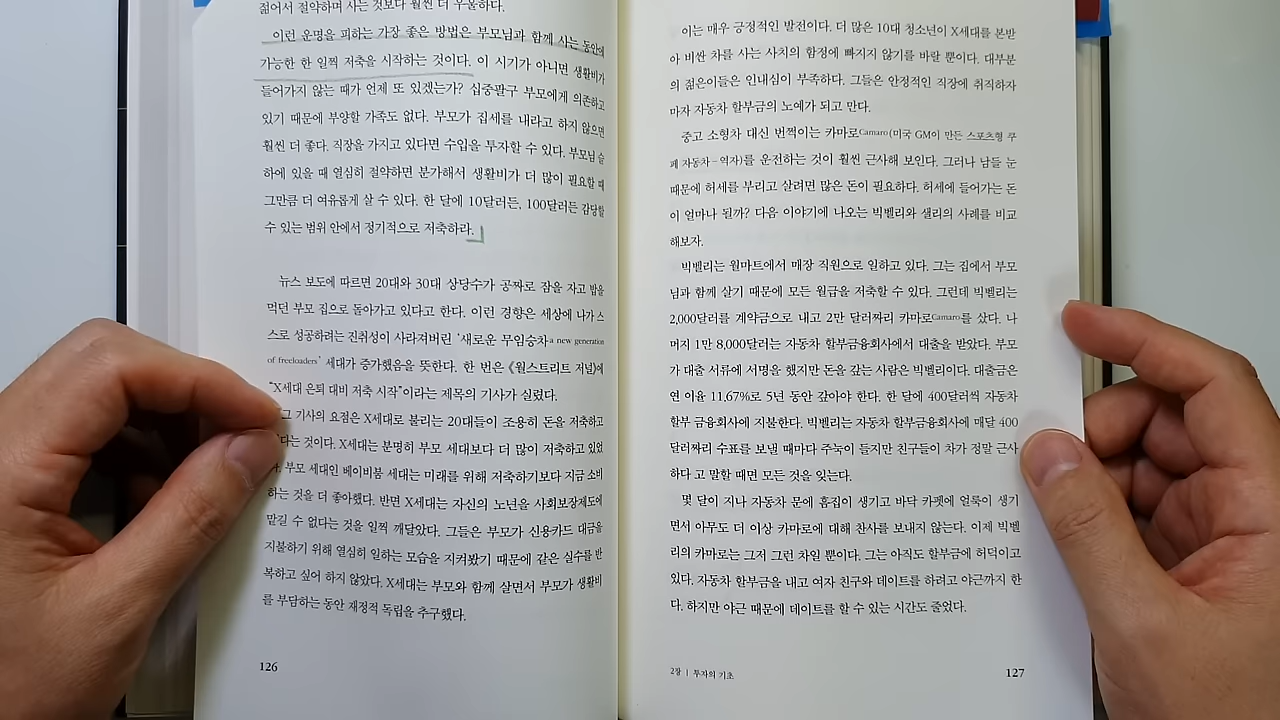 젊어서 절약하며 사는 것보다 훨씬 더 우울하다.
이런 운명을 피하는 가장 좋은 방법은 부모님과 함께 사는 동안에
가능한 한 일찍 저축을 시작하는 것이다. 이 시기가 아니면 생활비가
들어가지 않는 때가 언제 또 있겠는가? 십중팔구 부모에게 의존하고
있기 때문에 부양할 가족도 없다. 부모가 집세를 내라고 하지 않으면
훨씬 더 좋다. 직장을 가지고 있다면 수입을 투자할 수 있다. 부모님 슬
하에 있을 때 열심히 절약하면 분가해서 생활비가 더 많이 필요할 때
그만큼 더 여유롭게 살 수 있다. 한 달에 10달러든, 100달러든 감당할
수 있는 범위 안에서 정기적으로 저축하라.
뉴스 보도에 따르면 20대와 30대 상당수가 공짜로 잠을 자고 밥을
먹던 부모 집으로 돌아가고 있다고 한다. 이런 경향은 세상에 나가 스
스로 성공하려는 진취성이 사라져버린 '새로운 무임승차a new generation
of freeloaders' 세대가 증가했음을 뜻한다. 한 번은 《월스트리트 저널》에
"X세대 은퇴 대비 저축 시작"이라는 제목의 기사가 실렸다.
그 기사의 요점은 X세대로 불리는 20대들이 조용히 돈을 저축하고
다는 것이다. X세대는 분명히 부모 세대보다 더 많이 저축하고 있었
부모 세대인 베이비붐 세대는 미래를 위해 저축하기보다 지금 소비
하는 것을 더 좋아했다. 반면 X세대는 자신의 노년을 사회보장제도에
맡길 수 없다는 것을 일찍 깨달았다. 그들은 부모가 신용카드 대금을
지불하기 위해 열심히 일하는 모습을 지켜봤기 때문에 같은 실수를 반
복하고 싶어 하지 않았다. X세대는 부모와 함께 살면서 부모가 생활비
를 부담하는 동안 재정적 독립을 추구했다.
126
이는 매우 긍정적인 발전이다. 더 많은 10대 청소년이 X세대를 본받
아 비싼 차를 사는 사치의 함정에 빠지지 않기를 바랄 뿐이다. 대부분
의 젊은이들은 인내심이 부족하다. 그들은 안정적인 직장에 취직하자
마자 자동차 할부금의 노예가 되고 만다.
중고 소형차 대신 번쩍이는 카마로Camaro(미국 GM이 만든 스포츠형 쿠
페 자동차-역자)를 운전하는 것이 훨씬 근사해 보인다. 그러나 남들 눈
때문에 허세를 부리고 살려면 많은 돈이 필요하다. 허세에 들어가는 돈
이 얼마나 될까? 다음 이야기에 나오는 빅벨리와 샐리의 사례를 비교
해보자.
빅벨리는 월마트에서 매장 직원으로 일하고 있다. 그는 집에서 부모
님과 함께 살기 때문에 모든 월급을 저축할 수 있다. 그런데 빅벨리는
2,000달러를 계약금으로 내고 2만 달러짜리 카마로Camaro를 샀다. 나
머지 1만 8,000달러는 자동차 할부금융회사에서 대출을 받았다. 부모
가 대출 서류에 서명을 했지만 돈을 갚는 사람은 빅벨리이다. 대출금은
연 이율 11.67%로 5년 동안 갚아야 한다. 한 달에 400달러씩 자동차
할부 금융회사에 지불한다. 빅벨리는 자동차 할부금융회사에 매달 400
달러짜리 수표를 보낼 때마다 주눅이 들지만 친구들이 차가 정말 근사
하다 고 말할 때면 모든 것을 잊는다.
몇 달이 지나 자동차 문에 흠집이 생기고 바닥 카펫에 얼룩이 생기
면서 아무도 더 이상 카마로에 대해 찬사를 보내지 않는다. 이제 빅벨
리의 카마로는 그저 그런 차일 뿐이다. 그는 아직도 할부금에 허덕이고
있다. 자동차 할부금을 내고 여자 친구와 데이트를 하려고 야근까지 한
다. 하지만 야근 때문에 데이트를 할 수 있는 시간도 줄었다.
2장 | 투자의 기초
127